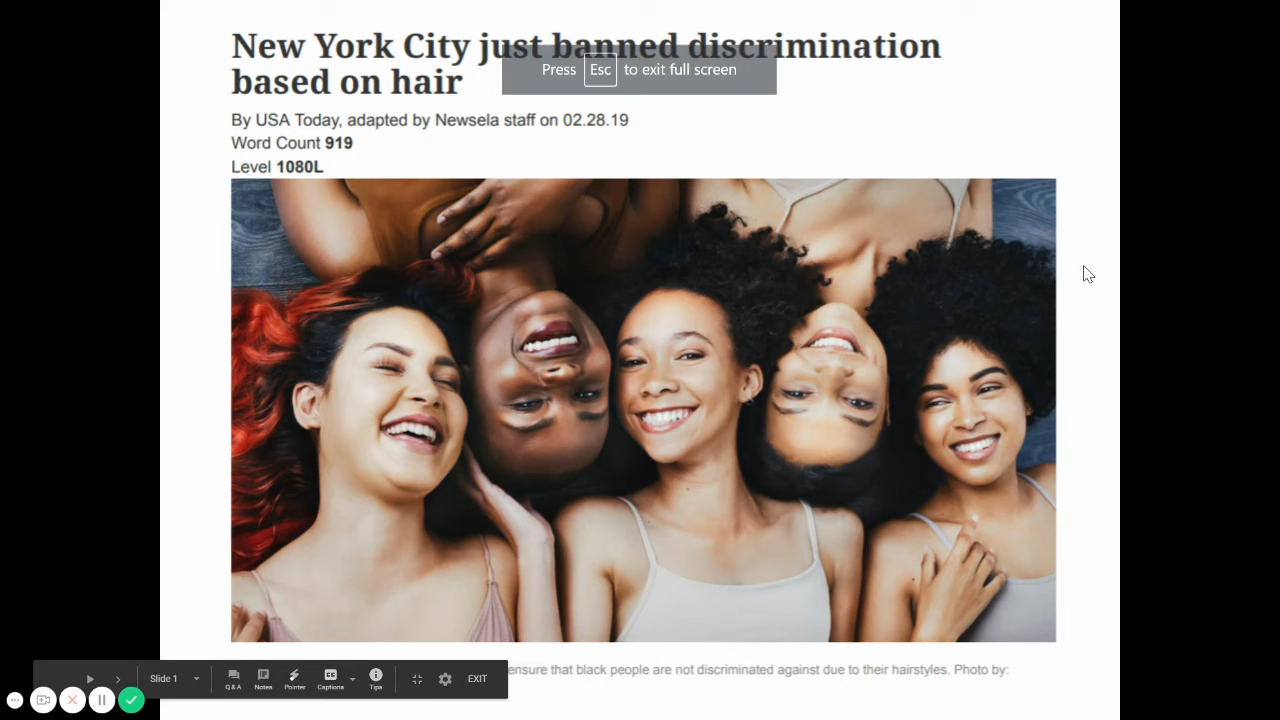 New York City just banned discrimination
based on hair
Press Esc to exit full screen
By USA Today, adapted by Newsela staff on 02.28.19
Word Count 919
Level 1080L
ensure that black people are not discriminated against due to their hairstyles. Photo by:
Slide 1
Q & A
Notes
Pointer
Captions
Tips
EXIT
CC